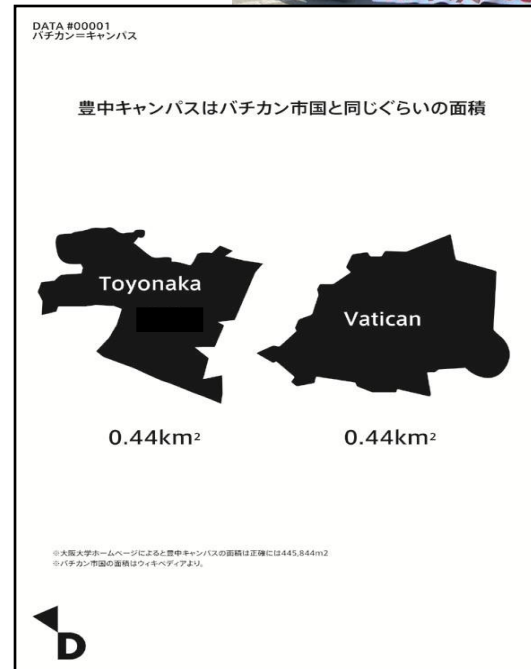 DATA #00001
バチカン＝キャンパス
豊中キャンパスはバチカン市国と同じぐらいの面積
Toyonaka
Vatican
0.44km²
0.44km²
※大阪大学ホームページによると豊中キャンパスの面積は正確には445,844m2
※バチカン市国の面積はウィキペディアより。
D